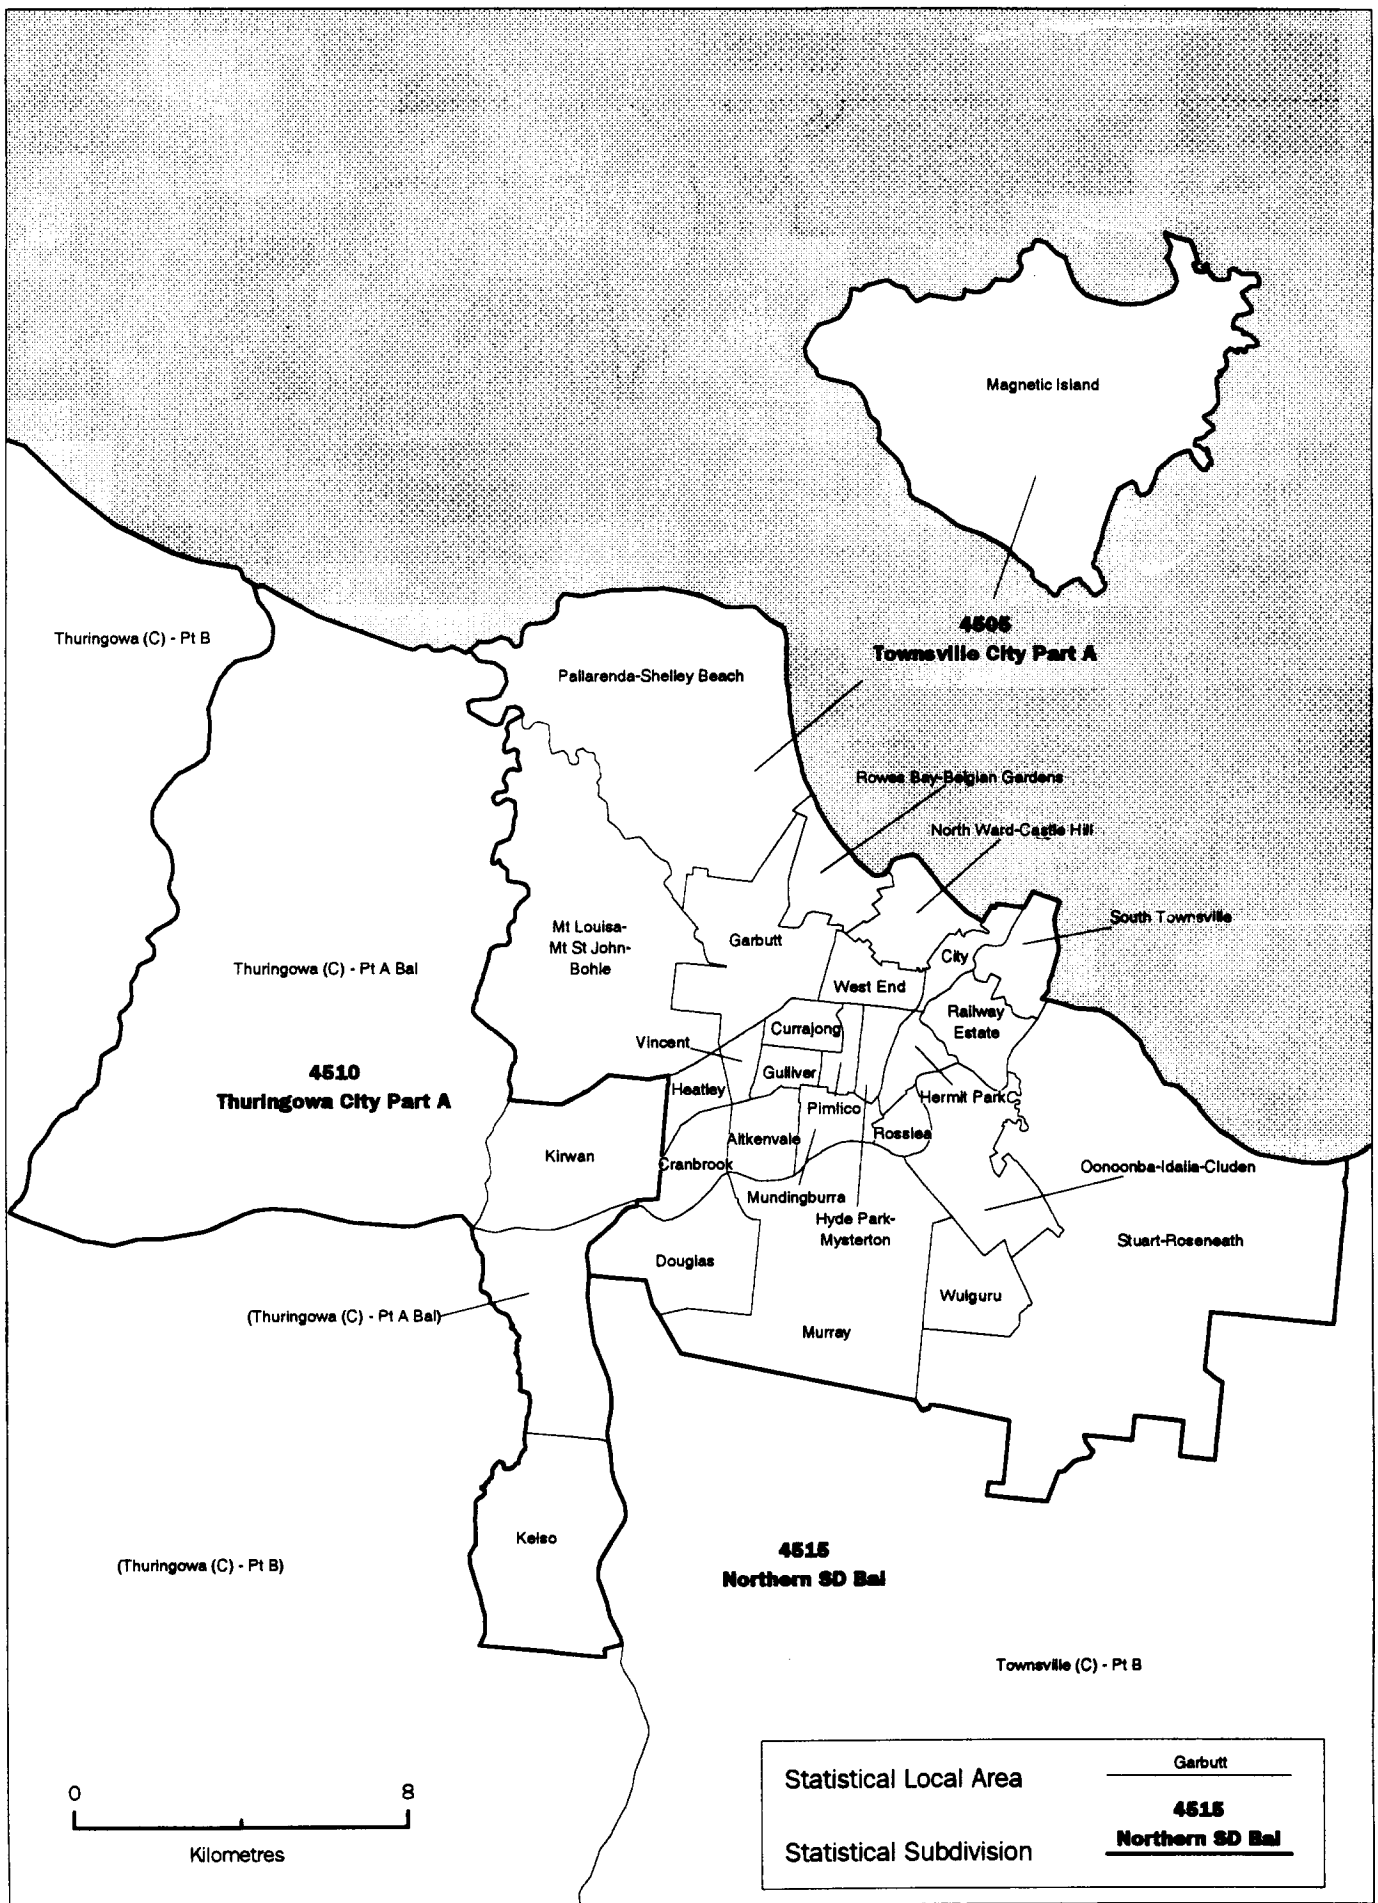 Magnetic Island
4505
Townsville City Part A
Thuringowa (C) - Pt B
Pallarenda-Shelley Beach
Rowes Bay-Belgian Gardens
North Ward-Castle Hill
South Townsville
Mt Louisa-
Mt St John-
Bohle
Garbutt
City
Thuringowa (C) - Pt A Bal
West End
Railway
Estate
Currajong
Vincent
4510
Thuringowa City Part A
Gulliver
Heatley
Hermit Park
Pimlico
Rosslea
Aitkenvale
Kirwan
Cranbrook
Oonoonba-Idalia-Cluden
Mundingburra
Hyde Park-
Mysterton
Stuart-Roseneath
Douglas
Wulguru
(Thuringowa (C) - Pt A Bal)
Murray
Kelso
4515
Northern SD Bal
(Thuringowa (C) - Pt B)
Townsville (C) - Pt B
0 8
Kilometres
Statistical Local Area
Garbutt
4515
Northern SD Bal
Statistical Subdivision